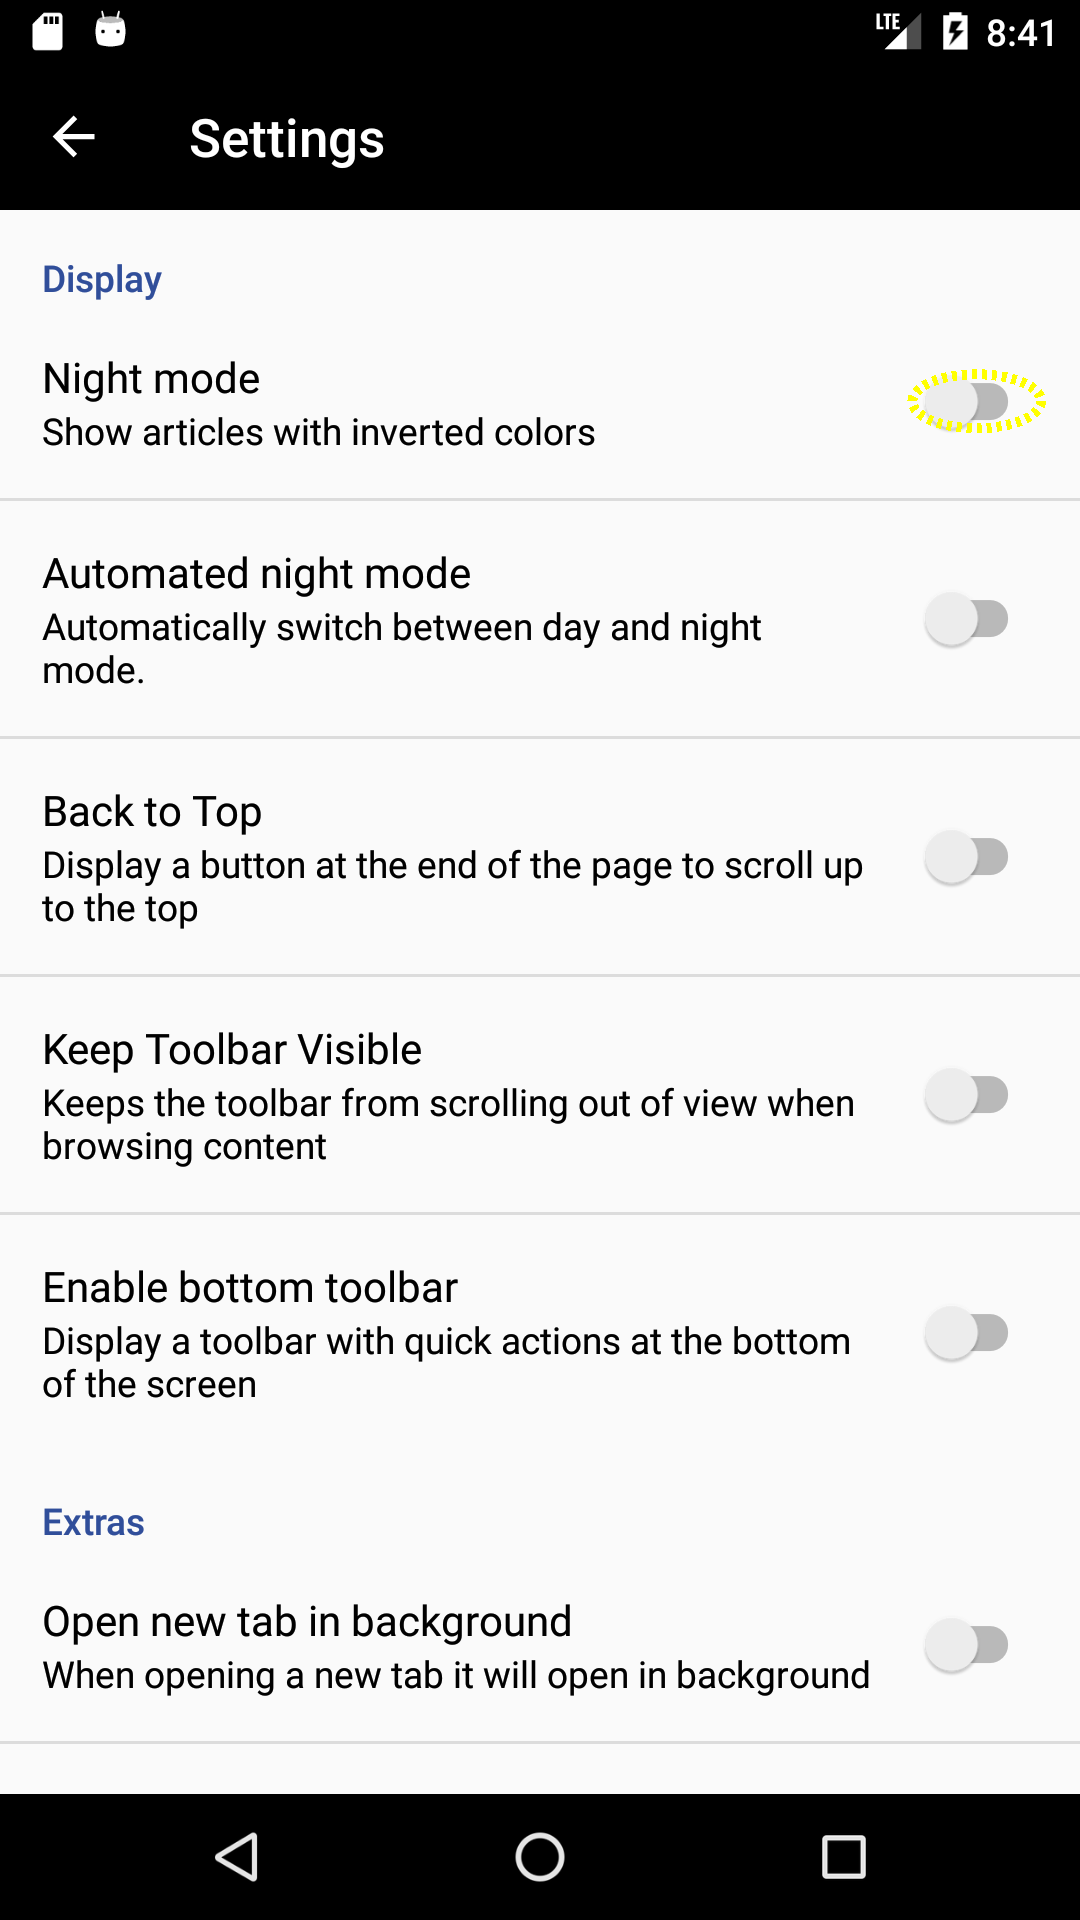 LTE 8:41
Settings
Display
Night mode
Show articles with inverted colors
Automated night mode
Automatically switch between day and night
mode.
Back to Top
Display a button at the end of the page to scroll up
to the top
Keep Toolbar Visible
Keeps the toolbar from scrolling out of view when
browsing content
Enable bottom toolbar
Display a toolbar with quick actions at the bottom
of the screen
Extras
Open new tab in background
When opening a new tab it will open in background